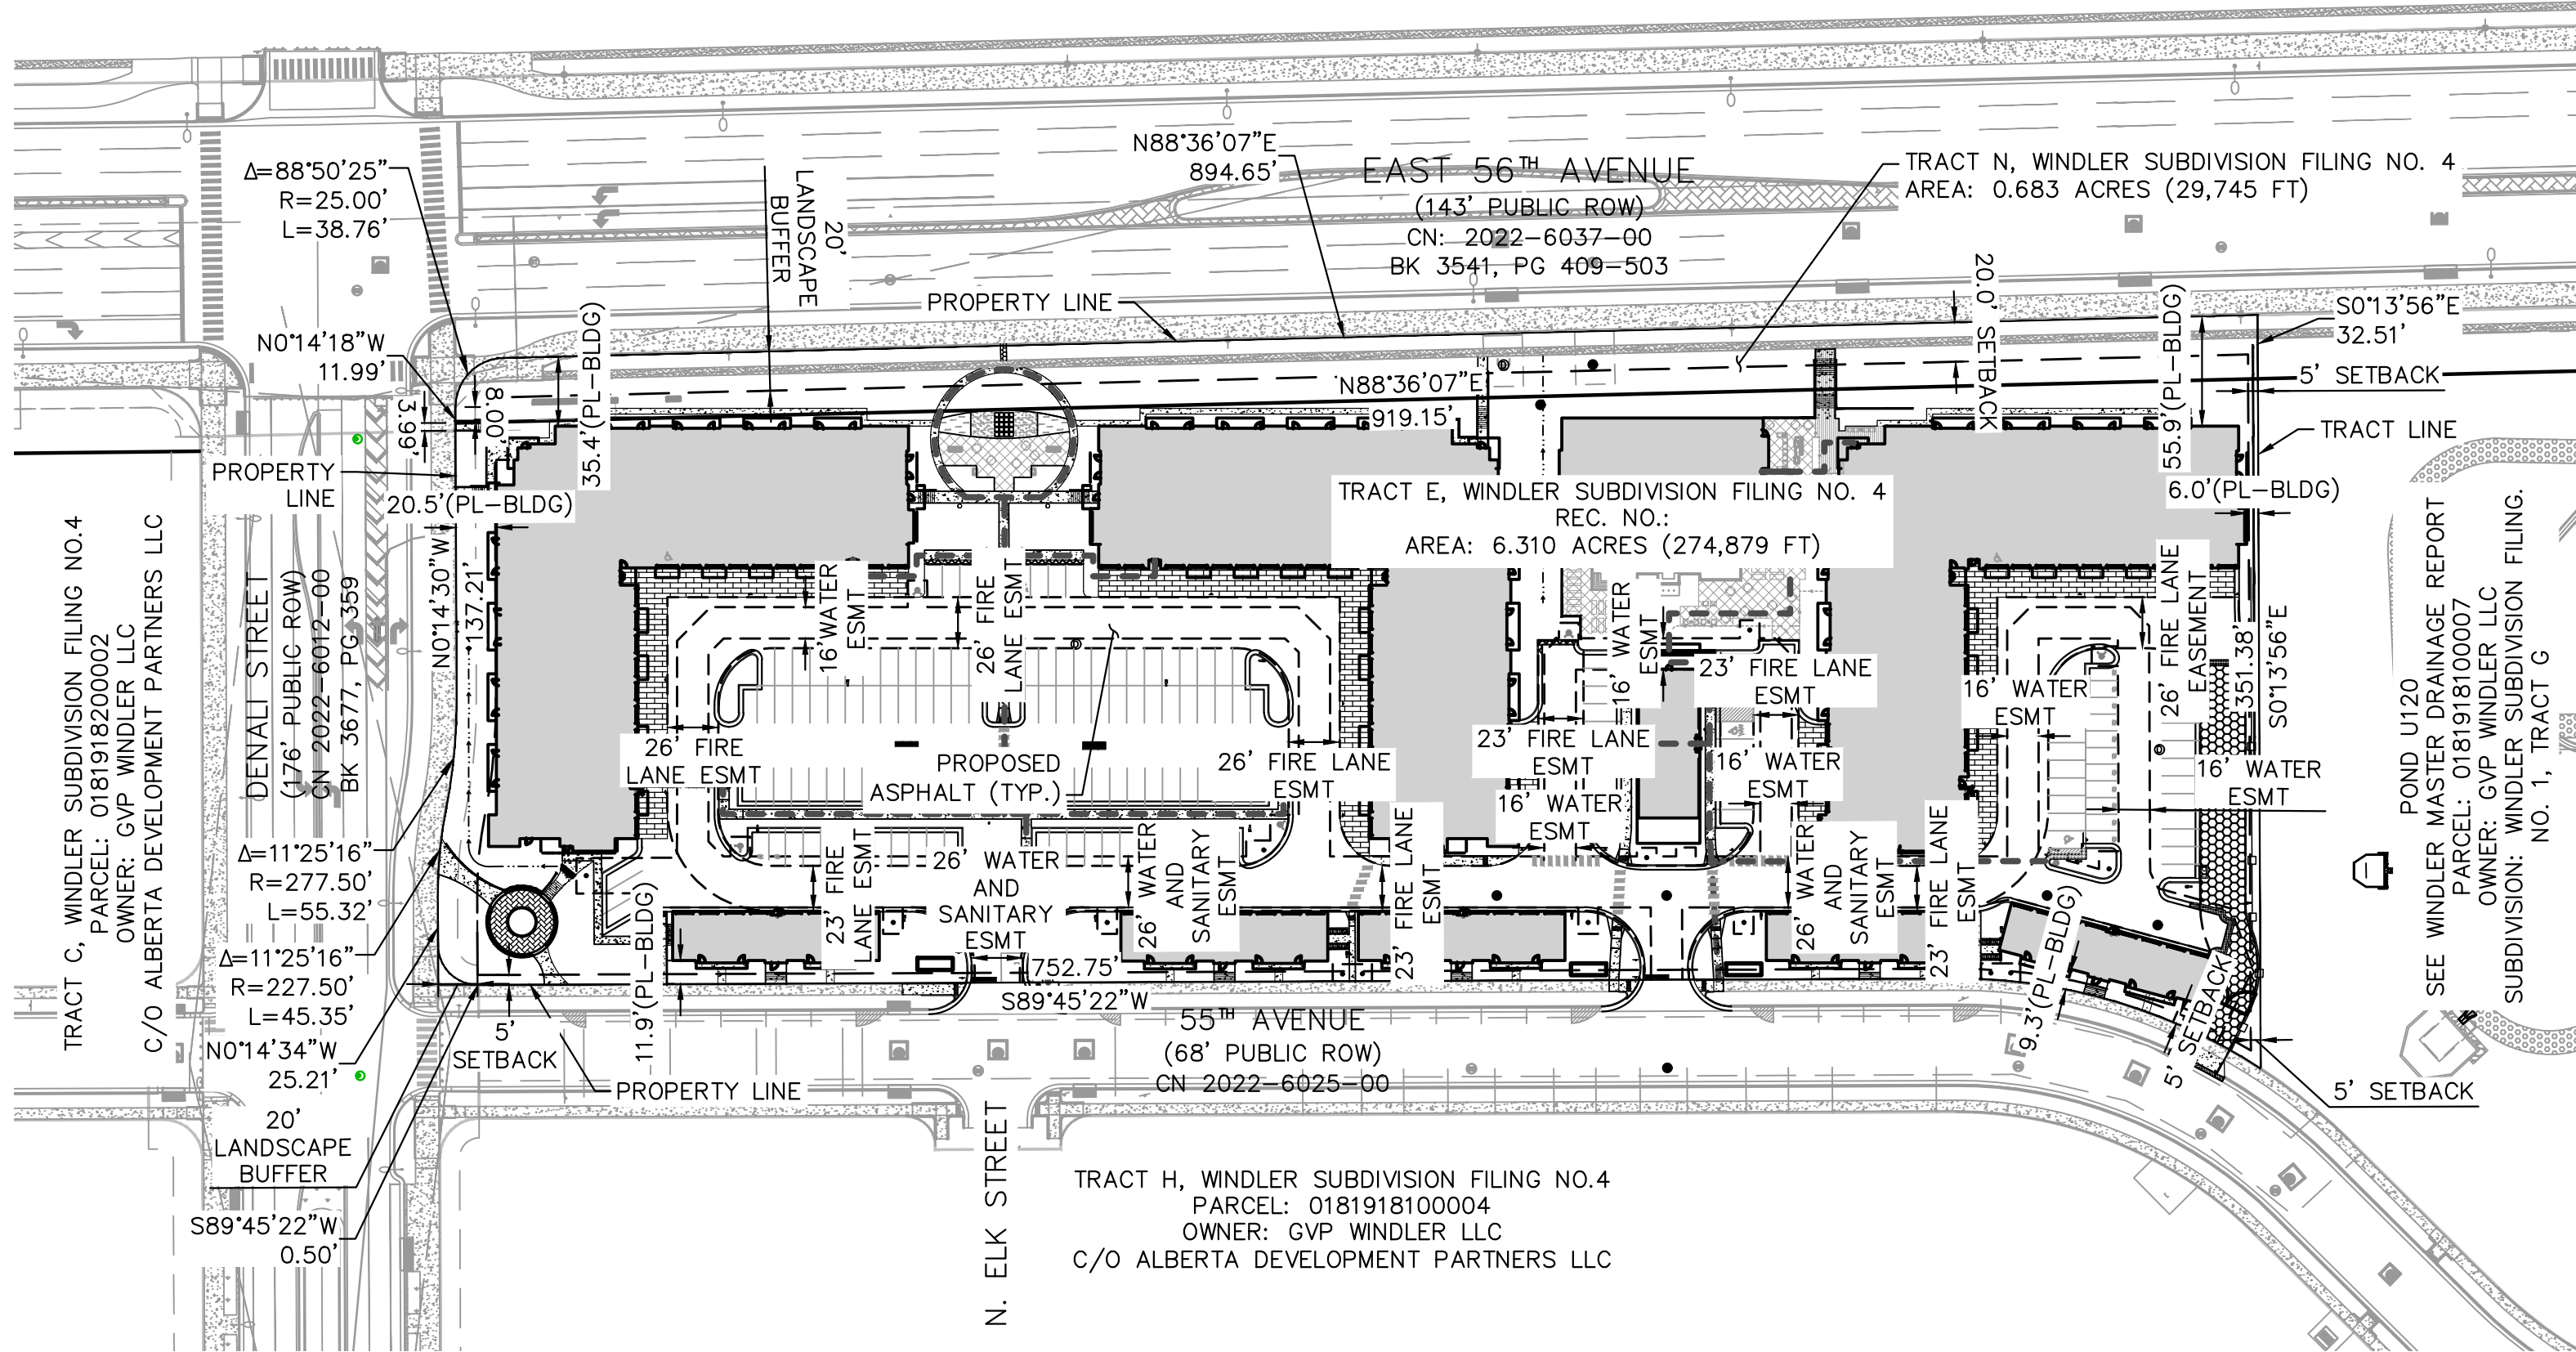 Δ=88°50'25"
R=25.00'
L=38.76'
N0°14'18"W
11.99'
3.99'
8.00'
35.4'(PL-BLDG)
20'
LANDSCAPE
BUFFER
PROPERTY LINE
N88°36'07"E
894.65'
EAST 56TH AVENUE
(143' PUBLIC ROW)
CN: 2022-6037-00
BK 3541, PG 409-503
TRACT N, WINDLER SUBDIVISION FILING NO. 4
AREA: 0.683 ACRES (29,745 FT)
20.0' SETBACK
55.9'(PL-BLDG)
S0°13'56"E
32.51'
5' SETBACK
TRACT LINE
6.0'(PL-BLDG)
N88°36'07"E
919.15'
PROPERTY
LINE
20.5'(PL-BLDG)
TRACT E, WINDLER SUBDIVISION FILING NO. 4
REC. NO.:
AREA: 6.310 ACRES (274,879 FT)
TRACT C, WINDLER SUBDIVISION FILING NO.4
PARCEL: 0181918200002
OWNER: GVP WINDLER LLC
C/O ALBERTA DEVELOPMENT PARTNERS LLC
DENALI STREET
(176' PUBLIC ROW)
CN 2022-6012-00
BK 3677, PG 359
N0°14'30"W
137.21'
16'WATER
ESMT
26' FIRE
LANE ESMT
16' WATER
ESMT
23' FIRE LANE
ESMT
26' FIRE LANE
EASEMENT
351.38'
S0°13'56"E
16' WATER
ESMT
26' FIRE
LANE ESMT
PROPOSED
ASPHALT (TYP.)
26' FIRE LANE
ESMT
23' FIRE LANE
ESMT
16' WATER
ESMT
16' WATER
ESMT
16' WATER
ESMT
POND U120
SEE WINDLER MASTER DRAINAGE REPORT
PARCEL: 0181918100007
OWNER: GVP WINDLER LLC
SUBDIVISION: WINDLER SUBDIVISION FILING.
NO. 1, TRACT G
Δ=11°25'16"
R=277.50'
L=55.32'
Δ=11°25'16"
R=227.50'
L=45.35'
N0°14'34"W
25.21'
20'
LANDSCAPE
BUFFER
S89°45'22"W
0.50'
5'
SETBACK
PROPERTY LINE
11.9'(PL-BLDG)
23' FIRE
LANE ESMT
26' WATER
AND
SANITARY
ESMT
26' WATER
AND
SANITARY
ESMT
23' FIRE LANE
ESMT
26' WATER
AND
SANITARY
ESMT
23' FIRE LANE
ESMT
9.3'(PL-BLDG)
5' SETBACK
5' SETBACK
752.75'
S89°45'22"W
55TH AVENUE
(68' PUBLIC ROW)
CN 2022-6025-00
N. ELK STREET
TRACT H, WINDLER SUBDIVISION FILING NO.4
PARCEL: 0181918100004
OWNER: GVP WINDLER LLC
C/O ALBERTA DEVELOPMENT PARTNERS LLC